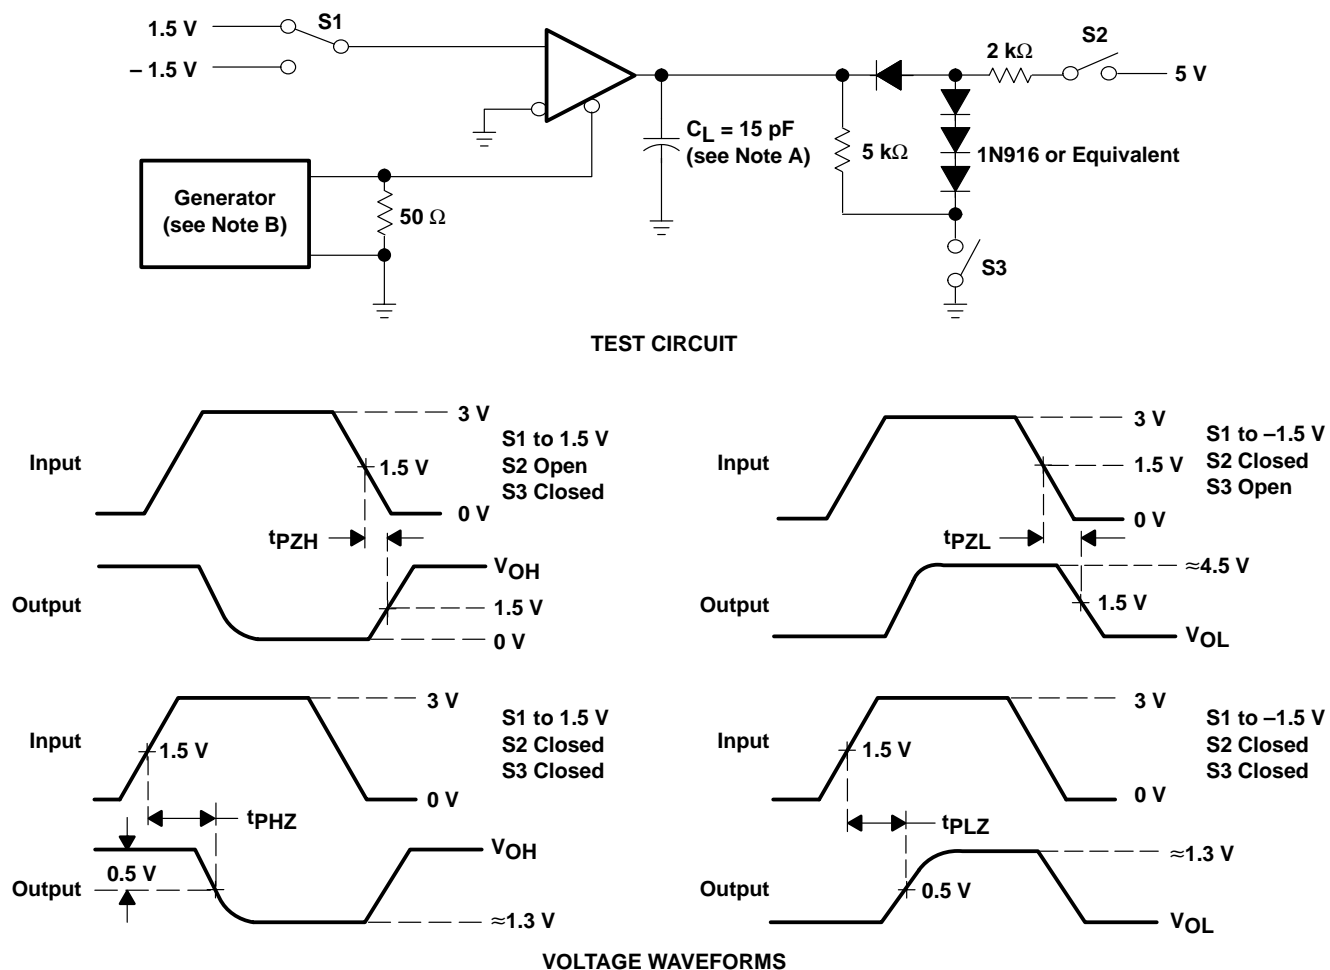 1.5 V
S1
– 1.5 V
S2
2 kΩ
5 V
CL = 15 pF
(see Note A)
5 kΩ
1N916 or Equivalent
Generator
(see Note B)
50 Ω
S3
TEST CIRCUIT
3 V
Input
1.5 V
0 V
S1 to 1.5 V
S2 Open
S3 Closed
tPZH
Output
VOH
1.5 V
0 V
3 V
Input
1.5 V
0 V
S1 to –1.5 V
S2 Closed
S3 Open
tPZL
Output
≈4.5 V
1.5 V
VOL
3 V
Input
1.5 V
0 V
S1 to 1.5 V
S2 Closed
S3 Closed
tPHZ
VOH
0.5 V
Output
≈1.3 V
3 V
Input
1.5 V
0 V
S1 to –1.5 V
S2 Closed
S3 Closed
tPLZ
≈1.3 V
Output
0.5 V
VOL
VOLTAGE WAVEFORMS